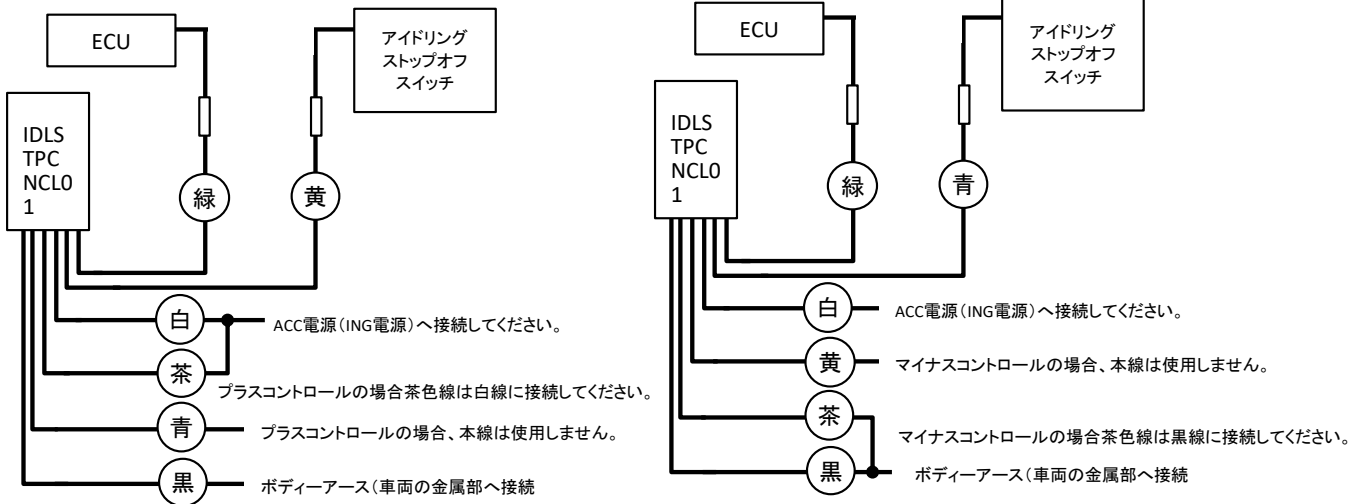 ECU
アイドリング
ストップオフ
スイッチ
IDLS
TPC
NCL0
1
緑
黄
白
ACC電源(ING電源)へ接続してください。
茶
プラスコントロールの場合茶色線は白線に接続してください。
青
プラスコントロールの場合、本線は使用しません。
黒
ボディーアース(車両の金属部へ接続
ECU
アイドリング
ストップオフ
スイッチ
IDLS
TPC
NCL0
1
緑
青
白
ACC電源(ING電源)へ接続してください。
黄
マイナスコントロールの場合、本線は使用しません。
茶
マイナスコントロールの場合茶色線は黒線に接続してください。
黒
ボディーアース(車両の金属部へ接続